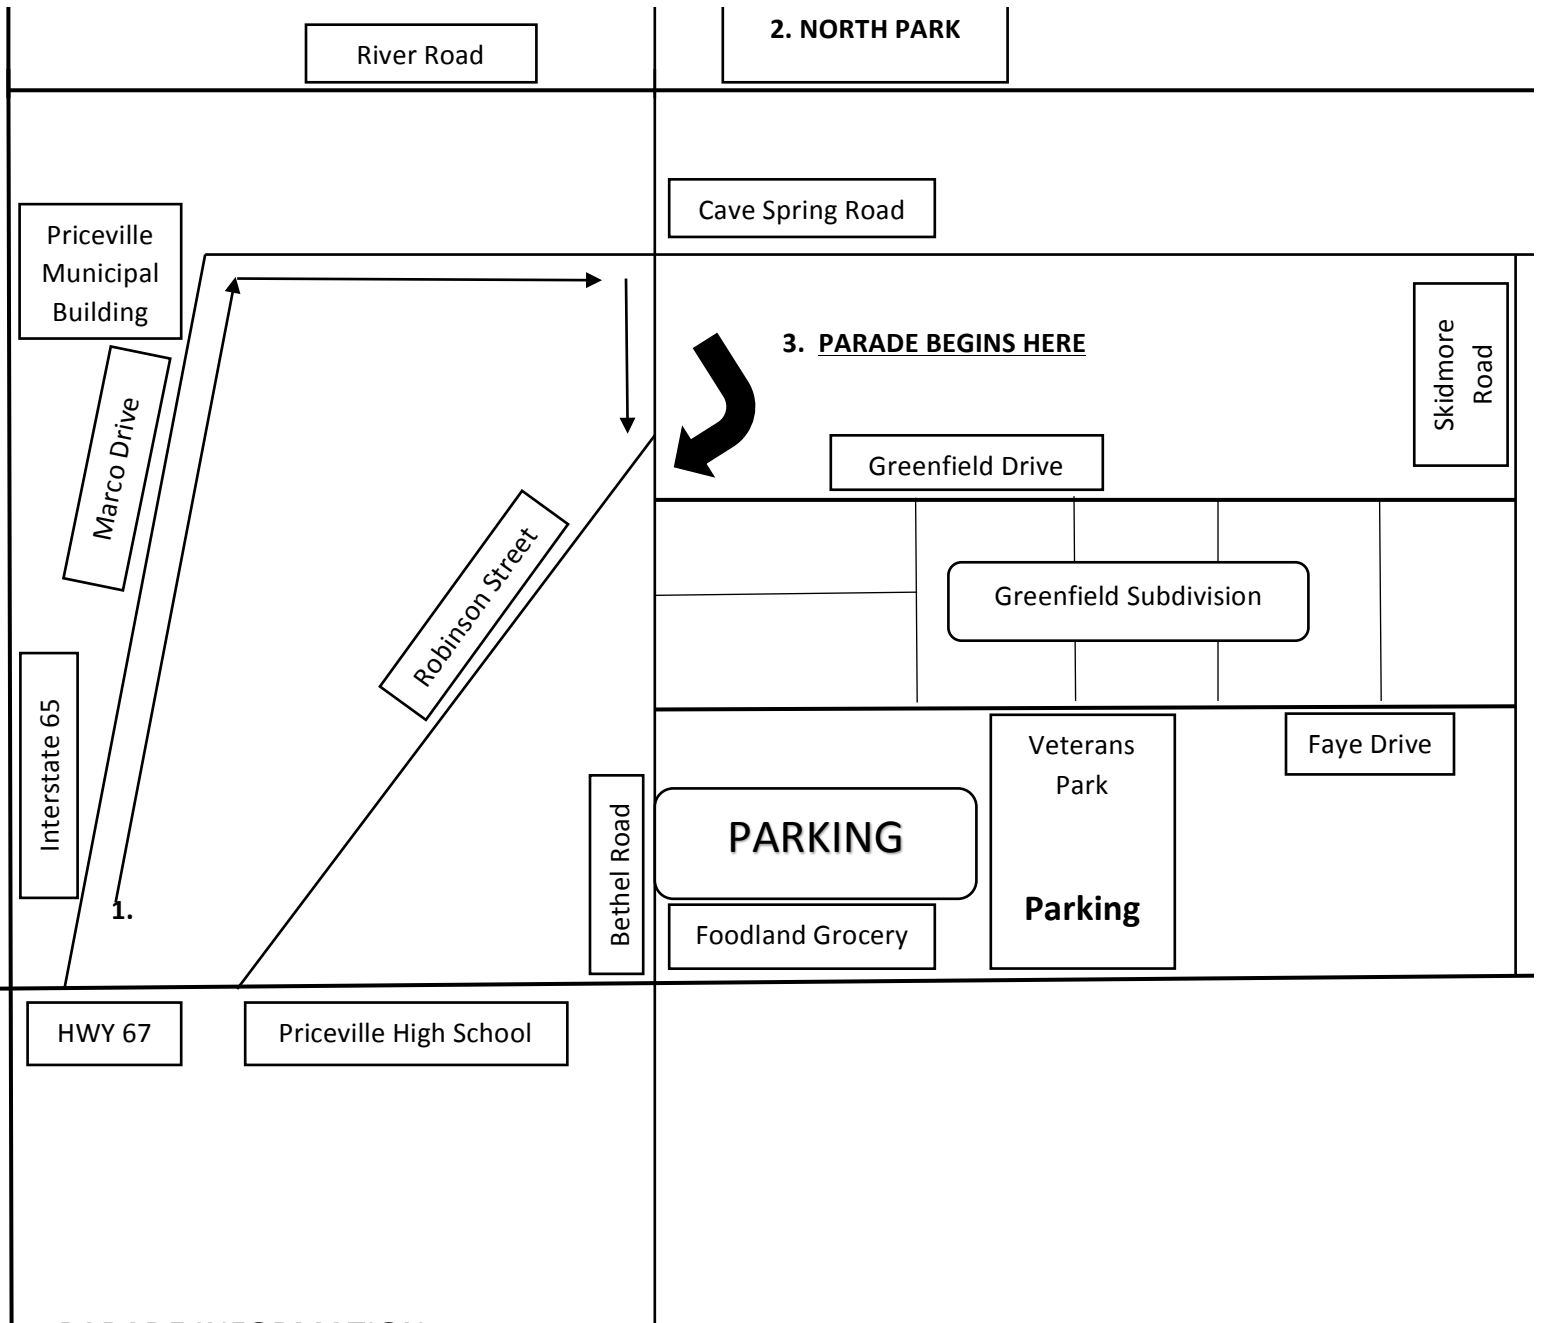 2. NORTH PARK
River Road
Cave Spring Road
Priceville
Municipal
Building
3. PARADE BEGINS HERE
Skidmore
Road
Marco Drive
Greenfield Drive
Robinson Street
Greenfield Subdivision
Interstate 65
Veterans
Park
Faye Drive
Bethel Road
PARKING
1.
Parking
Foodland Grocery
HWY 67
Priceville High School
PARADE INFORMATION